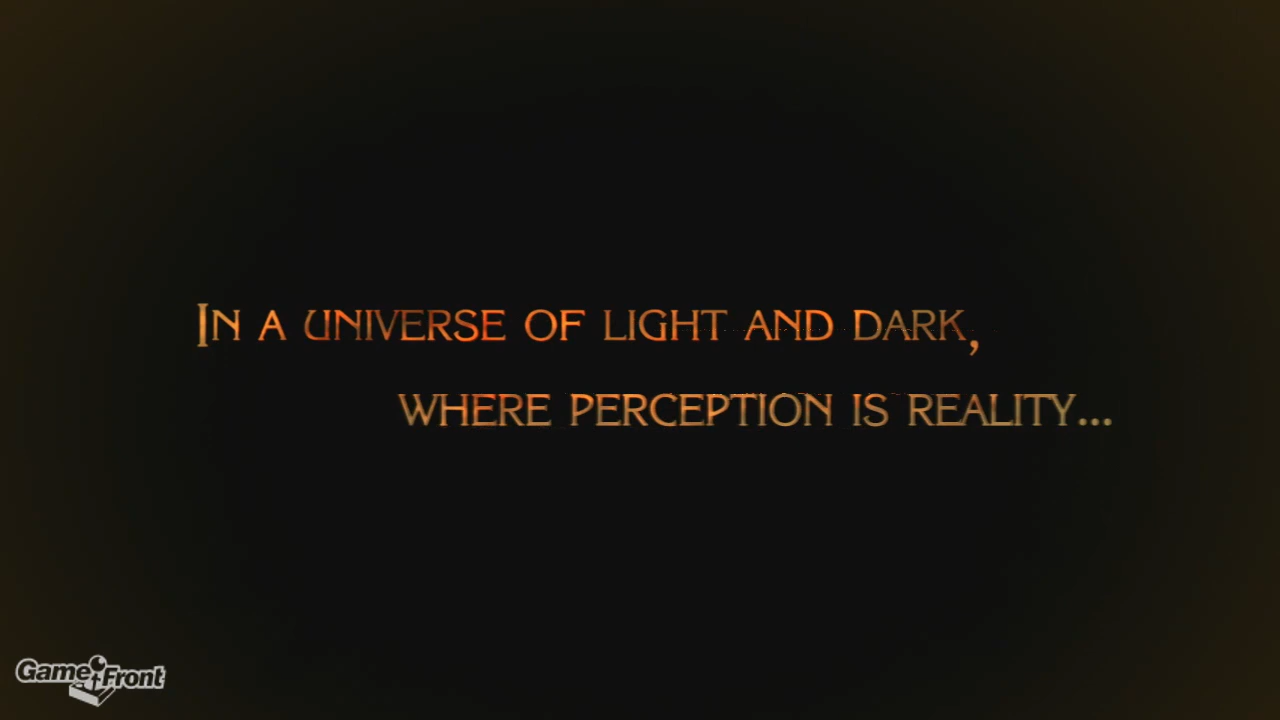 In a universe of light and dark,
where perception is reality...
GameFront